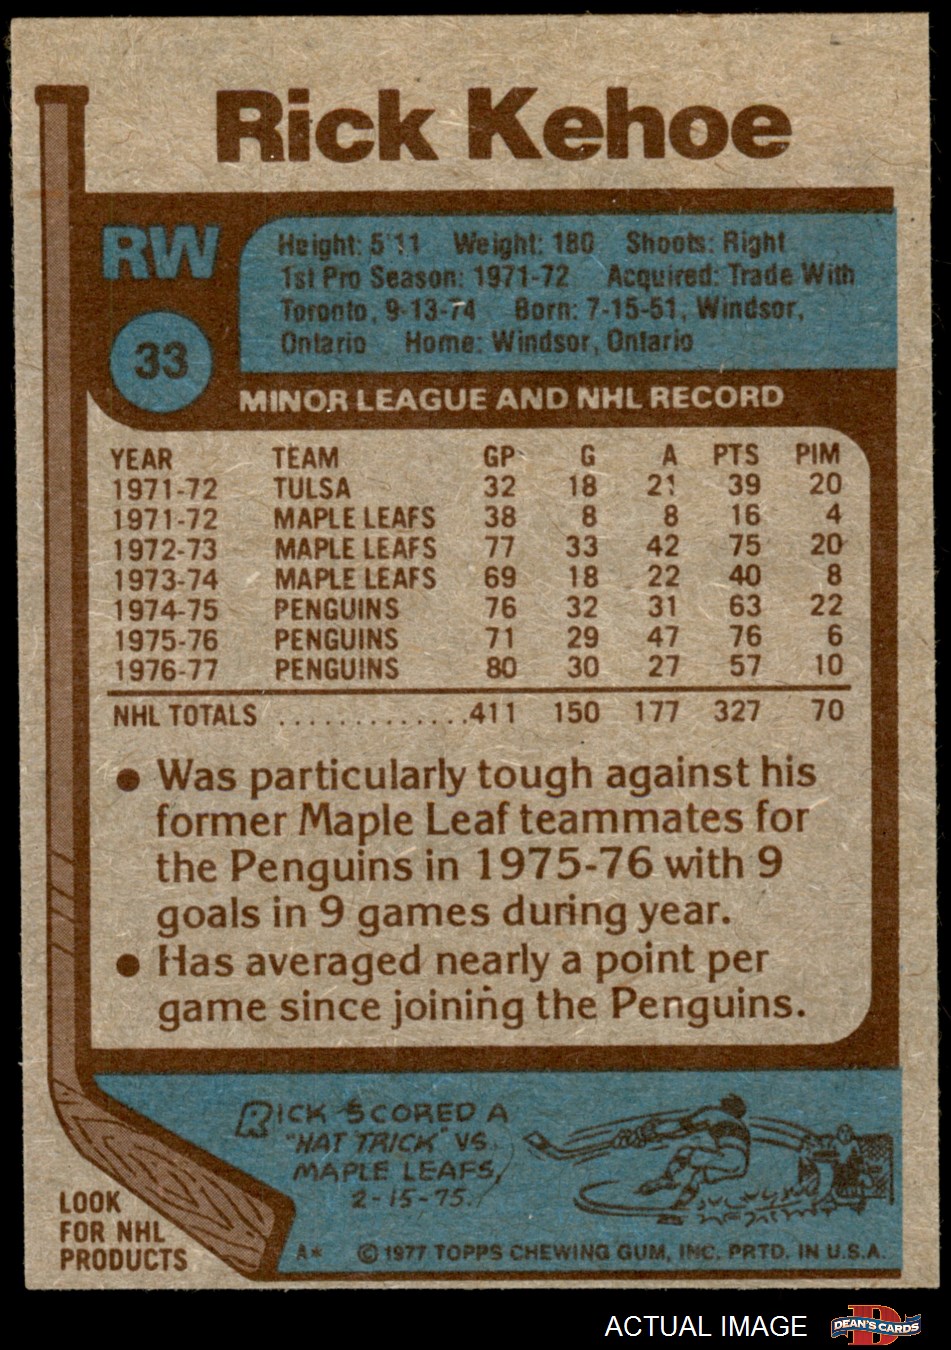 Rick Kehoe
RW
Height: 5'11 Weight: 180 Shoots: Right
1st Pro Season: 1971-72 Acquired: Trade With
Toronto, 9-13-74 Born: 7-15-51, Windsor,
Ontario Home: Windsor, Ontario
33
MINOR LEAGUE AND NHL RECORD
YEAR TEAM GP G A PTS PIM
1971-72 TULSA 32 18 21 39 20
1971-72 MAPLE LEAFS 38 8 8 16 4
1972-73 MAPLE LEAFS 77 33 42 75 20
1973-74 MAPLE LEAFS 69 18 22 40 8
1974-75 PENGUINS 76 32 31 63 22
1975-76 PENGUINS 71 29 47 76 6
1976-77 PENGUINS 80 30 27 57 10
NHL TOTALS .............411 150 177 327 70
● Was particularly tough against his
former Maple Leaf teammates for
the Penguins in 1975-76 with 9
goals in 9 games during year.
● Has averaged nearly a point per
game since joining the Penguins.
RICK SCORED A
"HAT TRICK" VS.
MAPLE LEAFS,
2-15-75.
LOOK
FOR NHL
PRODUCTS
A* © 1977 TOPPS CHEWING GUM, INC. PRTD. IN U.S.A.
ACTUAL IMAGE
D
DEAN'S CARDS